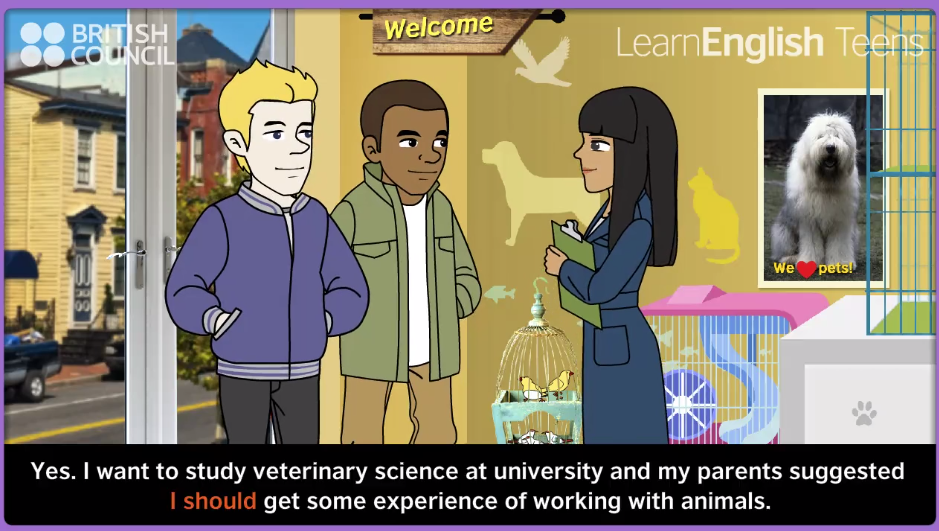 BRITISH
COUNCIL
Welcome
LearnEnglish Teens
We ❤ pets!
Yes. I want to study veterinary science at university and my parents suggested
I should get some experience of working with animals.